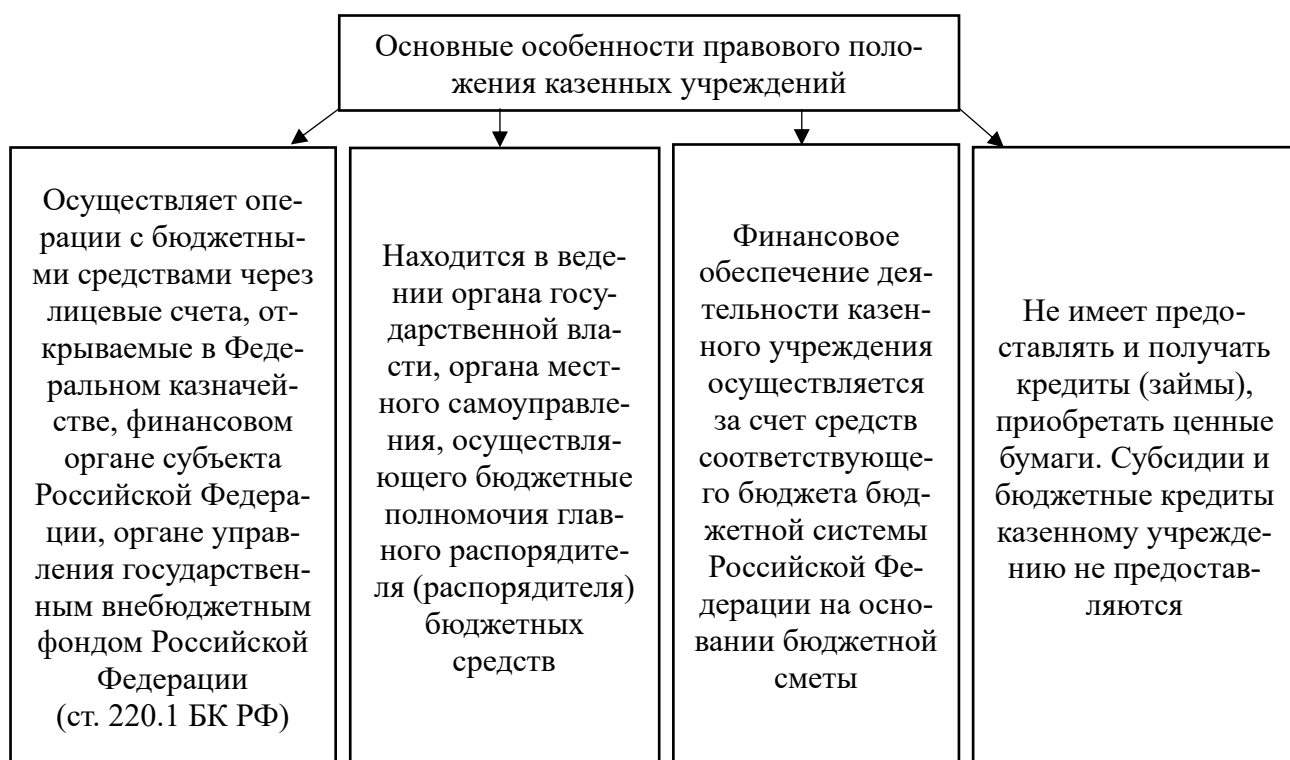 Основные особенности правового поло-
жения казенных учреждений
Осуществляет опе-
рации с бюджетны-
ми средствами через
лицевые счета, от-
крываемые в Феде-
ральном казначей-
стве, финансовом
органе субъекта
Российской Федера-
ции, органе управ-
ления государствен-
ным внебюджетным
фондом Российской
Федерации
(ст. 220.1 БК РФ)
Находится в веде-
нии органа госу-
дарственной вла-
сти, органа мест-
ного самоуправле-
ния, осуществля-
ющего бюджетные
полномочия глав-
ного распорядите-
ля (распорядителя)
бюджетных
средств
Финансовое
обеспечение дея-
тельности казен-
ного учреждения
осуществляется
за счет средств
соответствующе-
го бюджета бюд-
жетной системы
Российской Фе-
дерации на осно-
вании бюджетной
сметы
Не имеет предо-
ставлять и получать
кредиты (займы),
приобретать ценные
бумаги. Субсидии и
бюджетные кредиты
казенному учрежде-
нию не предостав-
ляются